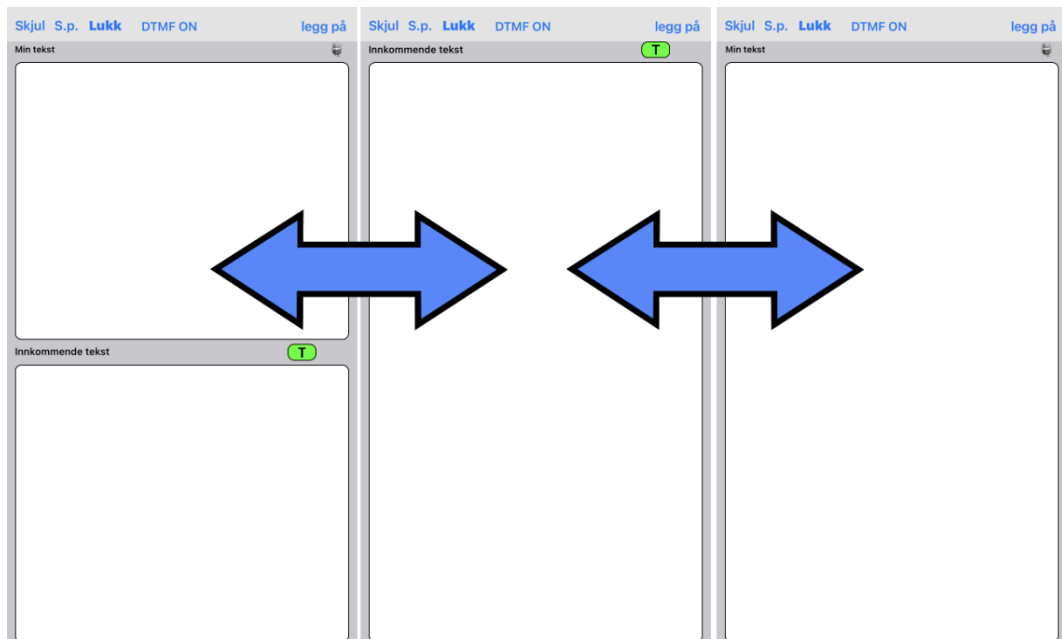 Skjul S.p. Lukk DTMF ON legg på
Min tekst
Innkommende tekst T
Skjul S.p. Lukk DTMF ON legg på
Innkommende tekst T
Skjul S.p. Lukk DTMF ON legg på
Min tekst